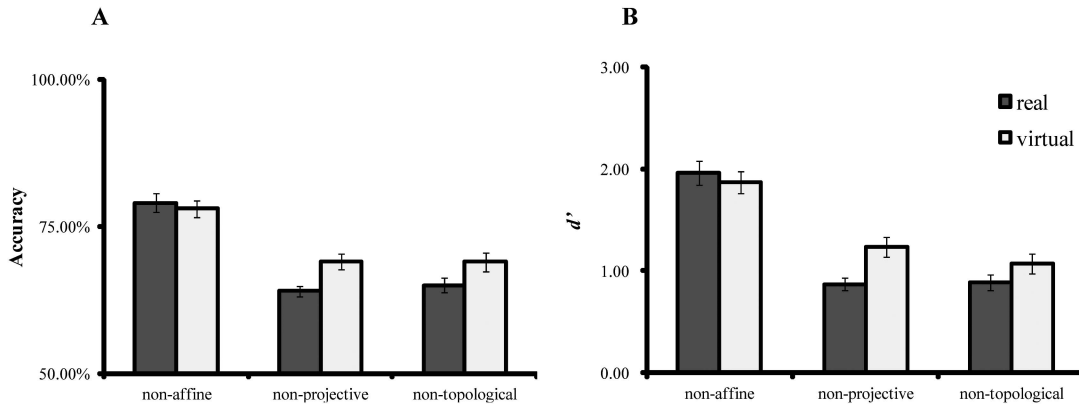 A
100.00%
75.00%
50.00%
Accuracy
non-affine
non-projective
non-topological
B
3.00
2.00
1.00
0.00
d’
real
virtual
non-affine
non-projective
non-topological